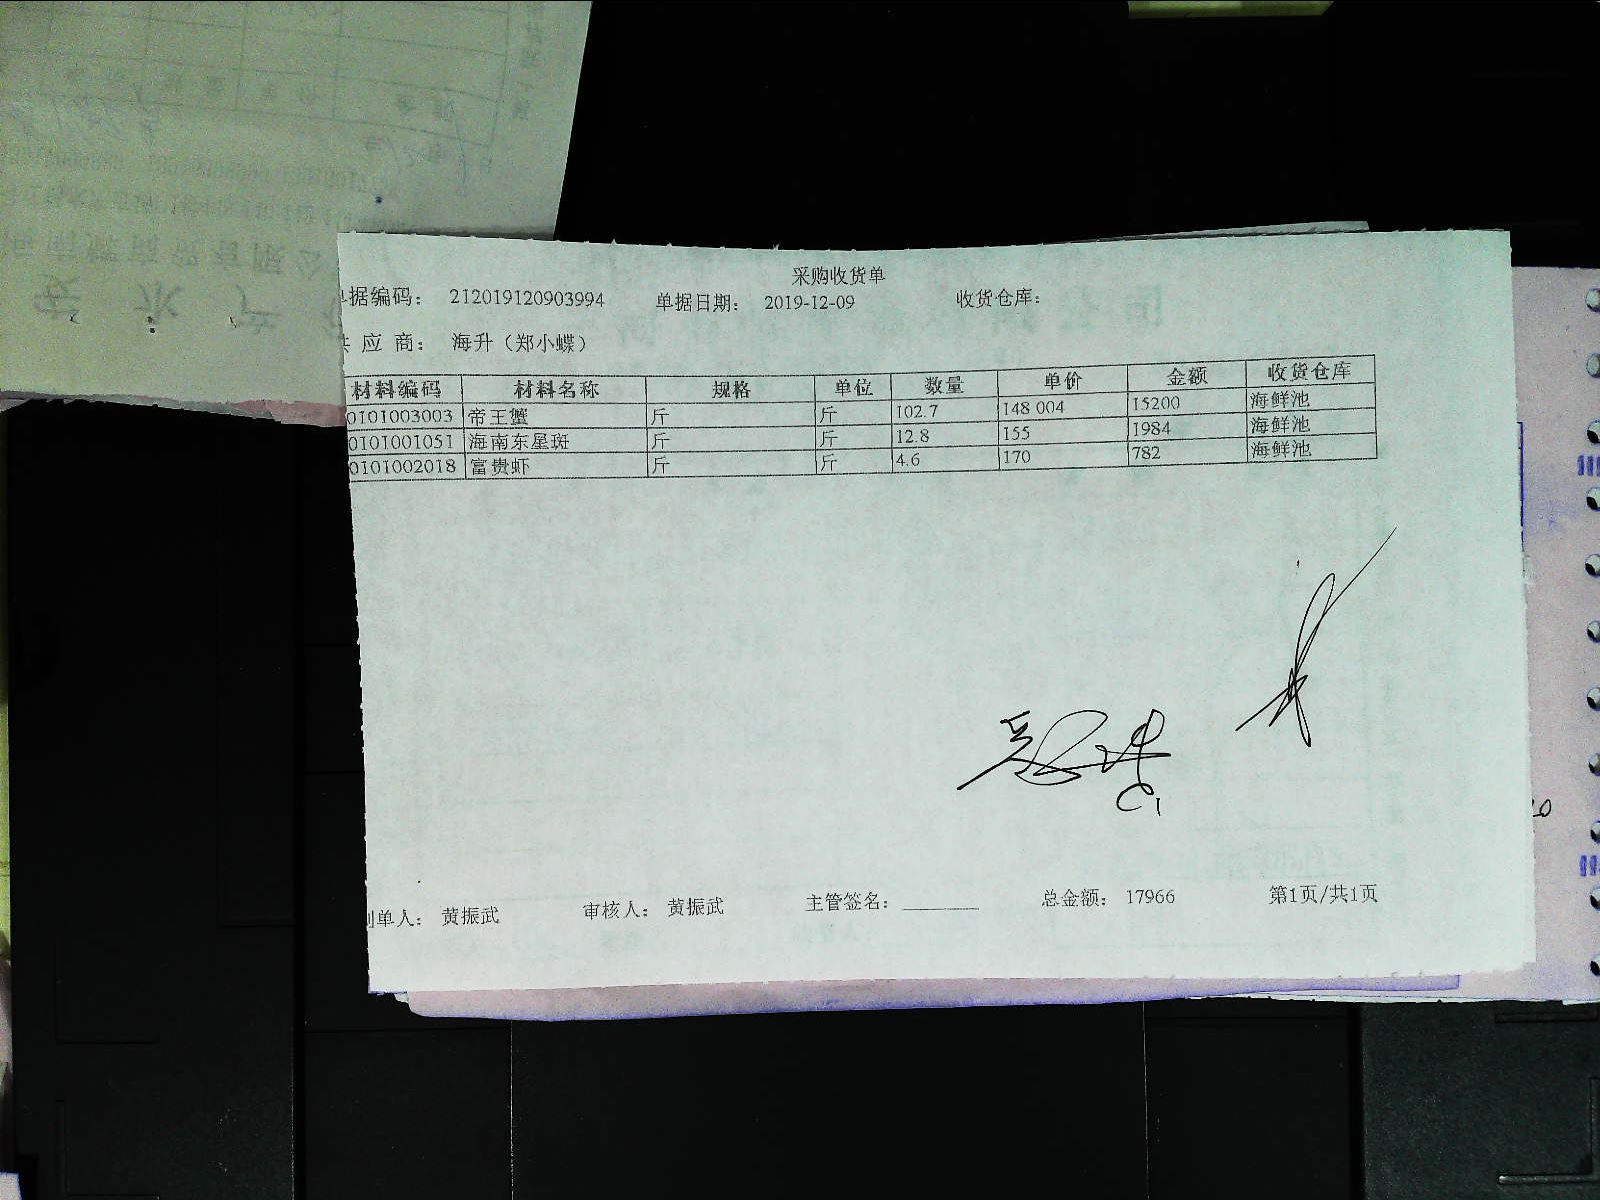 采购收货单
单据编码： 212019120903994 单据日期： 2019-12-09 收货仓库：
供 应 商： 海升（郑小蝶）
材料编码 材料名称 规格 单位 数量 单价 金额 收货仓库
0101003003 帝王蟹 斤 斤 102.7 148 004 15200 海鲜池
0101001051 海南东星斑 斤 斤 12.8 155 1984 海鲜池
0101002018 富贵虾 斤 斤 4.6 170 782 海鲜池
制单人： 黄振武 审核人： 黄振武 主管签名： 总金额： 17966 第1页/共1页